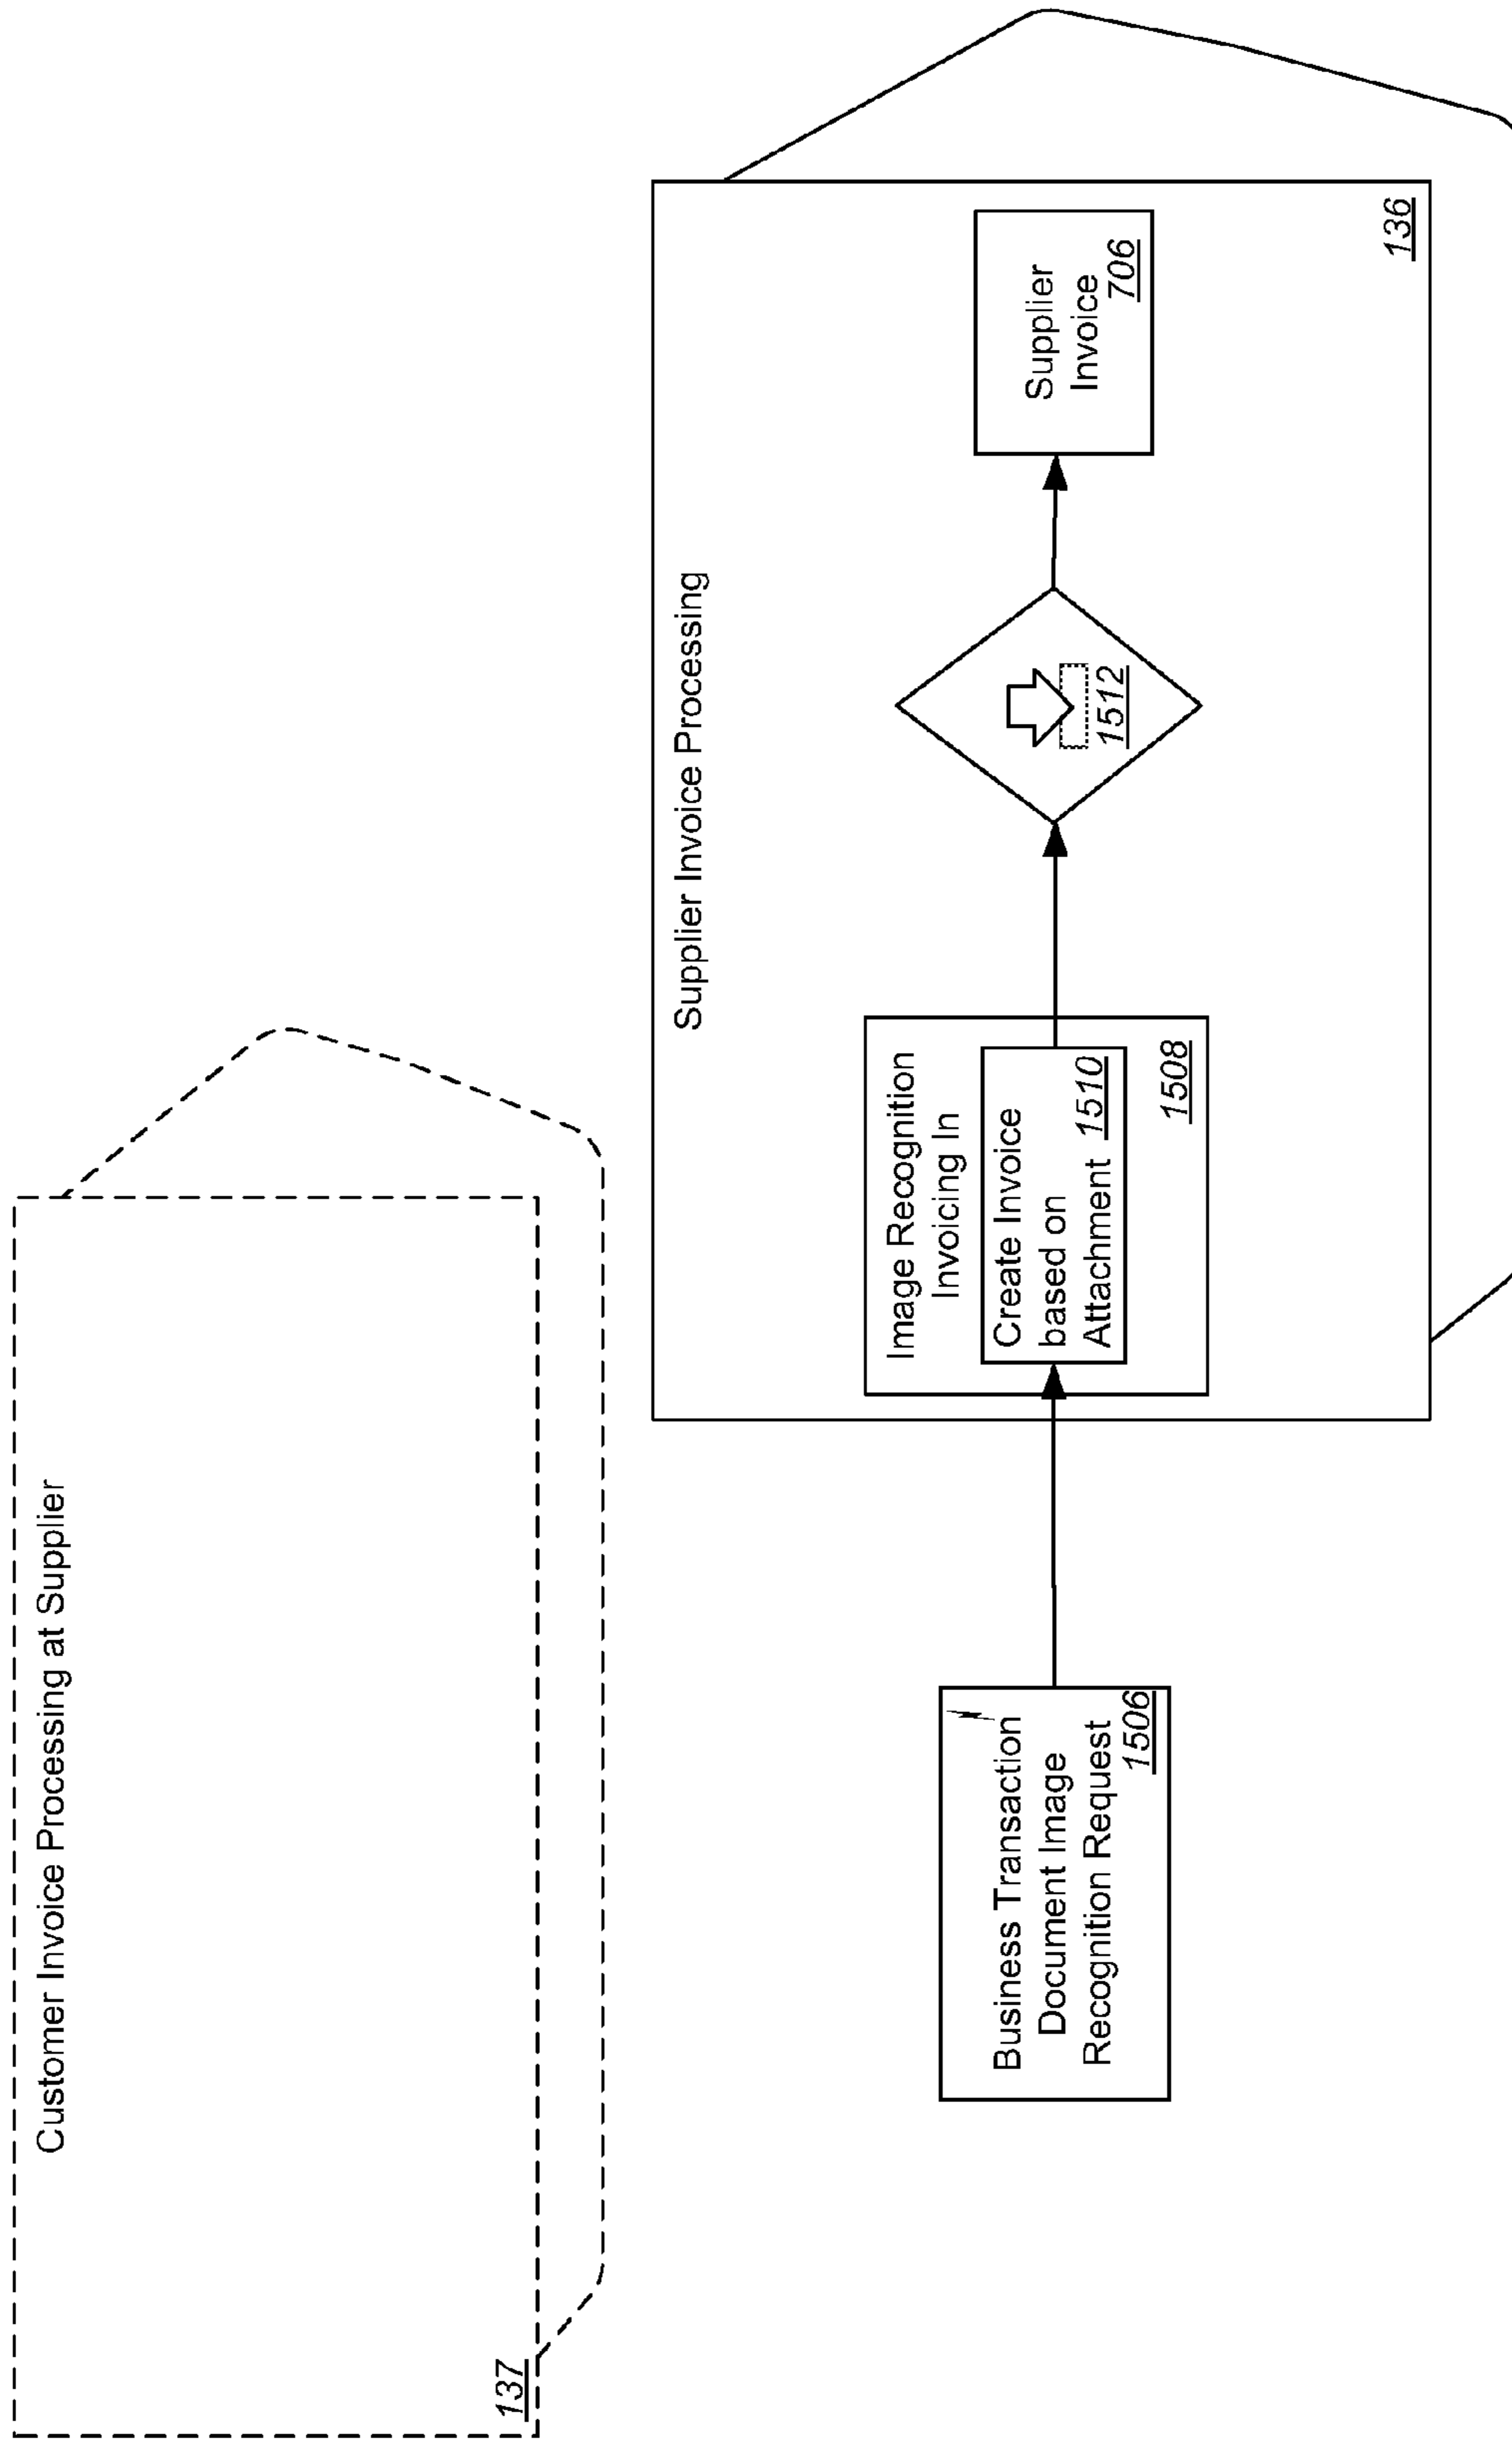 Customer Invoice Processing at Supplier
137
Business Transaction
Document Image
Recognition Request
1506
Supplier Invoice Processing
Image Recognition
Invoicing In
Create Invoice
based on
Attachment 1510
1508
1512
Supplier
Invoice
706
136